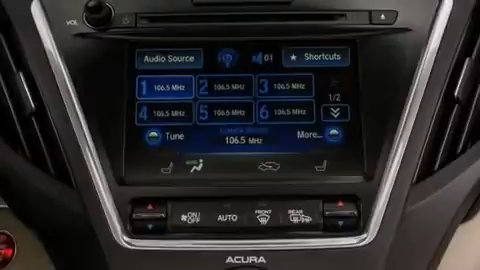 VOL
Audio Source
01
★ Shortcuts
1 106.5 MHz 2 106.5 MHz 3 106.5 MHz
1/2
4 106.5 MHz 5 106.5 MHz 6 106.5 MHz
Tune
106.5 MHz
More...
ON/
OFF
AUTO
FRONT
REAR
ACURA